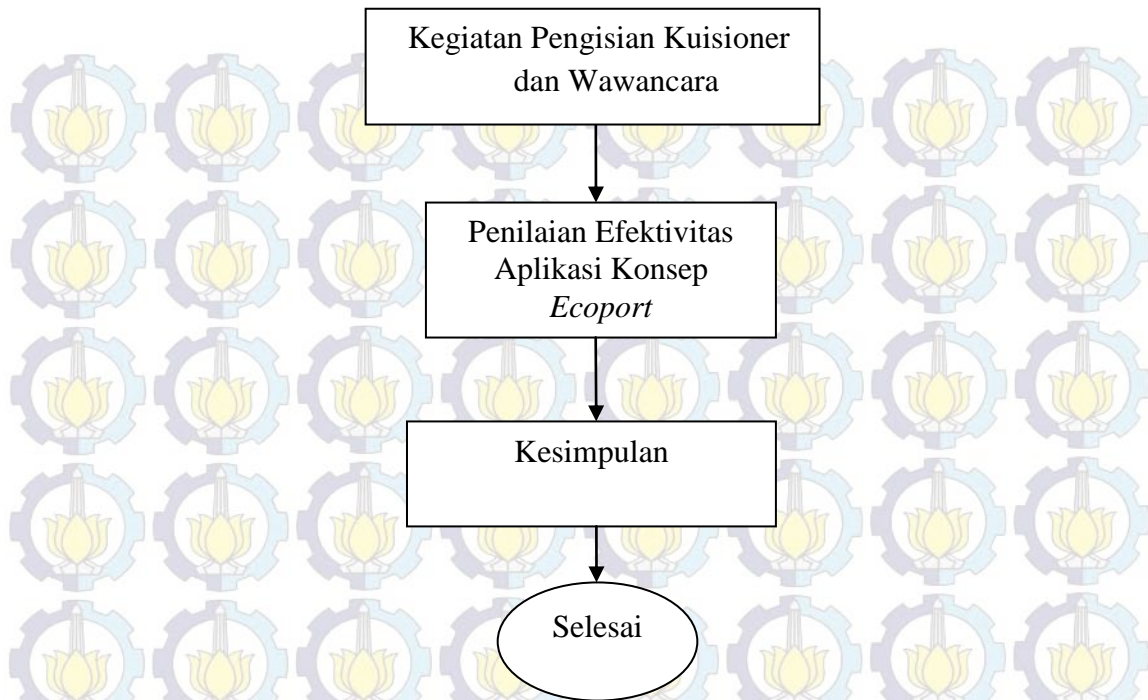 Kegiatan Pengisian Kuisioner
dan Wawancara
Penilaian Efektivitas
Aplikasi Konsep
Ecoport
Kesimpulan
Selesai